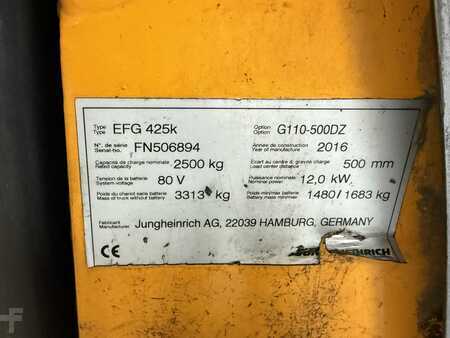 Type
Type EFG 425k Option
Option G110-500DZ
N°. de série
Serial-no. FN506894 Année de construction
Year of manufacture 2016
Capacité de charge nominale
Rated capacity 2500 kg Ecart au centre d. gravité charge
Load center distance 500 mm
Tension de la batterie
System voltage 80 V Puissance nominale
Nominal power 12,0 kW
Poids du chariot sans batterie
Mass of truck without battery 3313 kg Poids mini/max batterie
Battery mass min/max 1480/1683 kg
Fabricant
Manufacturer Jungheinrich AG, 22039 HAMBURG, GERMANY
CE